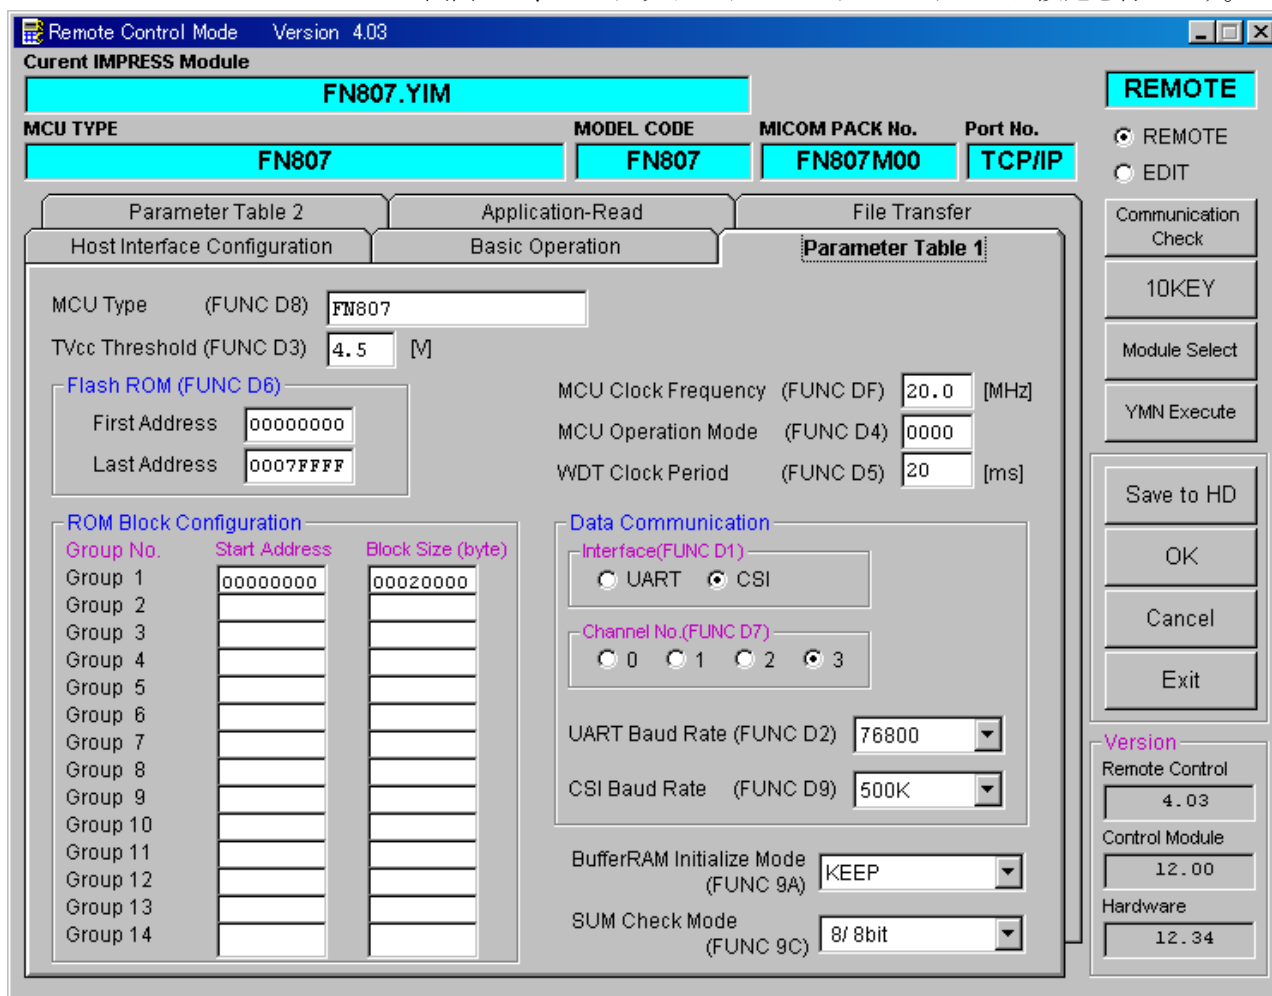 Remote Control Mode Version 4.03
Curent IMPRESS Module
FN807.YIM
REMOTE
MCU TYPE MODEL CODE MICOM PACK No. Port No.
FN807 FN807 FN807M00 TCP/IP
REMOTE
EDIT
Parameter Table 2 Application-Read File Transfer
Host Interface Configuration Basic Operation Parameter Table 1
Communication
Check
10KEY
Module Select
YMN Execute
Save to HD
OK
Cancel
Exit
MCU Type (FUNC D8) FN807
TVcc Threshold (FUNC D3) 4.5 [V]
Flash ROM (FUNC D6)
First Address 00000000
Last Address 0007FFFF
MCU Clock Frequency (FUNC DF) 20.0 [MHz]
MCU Operation Mode (FUNC D4) 0000
WDT Clock Period (FUNC D5) 20 [ms]
ROM Block Configuration
Group No. Start Address Block Size (byte)
Group 1 00000000 00020000
Group 2
Group 3
Group 4
Group 5
Group 6
Group 7
Group 8
Group 9
Group 10
Group 11
Group 12
Group 13
Group 14
Data Communication
Interface(FUNC D1)
UART CSI
Channel No.(FUNC D7)
0 1 2 3
UART Baud Rate (FUNC D2) 76800
CSI Baud Rate (FUNC D9) 500K
BufferRAM Initialize Mode
(FUNC 9A) KEEP
SUM Check Mode
(FUNC 9C) 8/ 8bit
Version
Remote Control
4.03
Control Module
12.00
Hardware
12.34